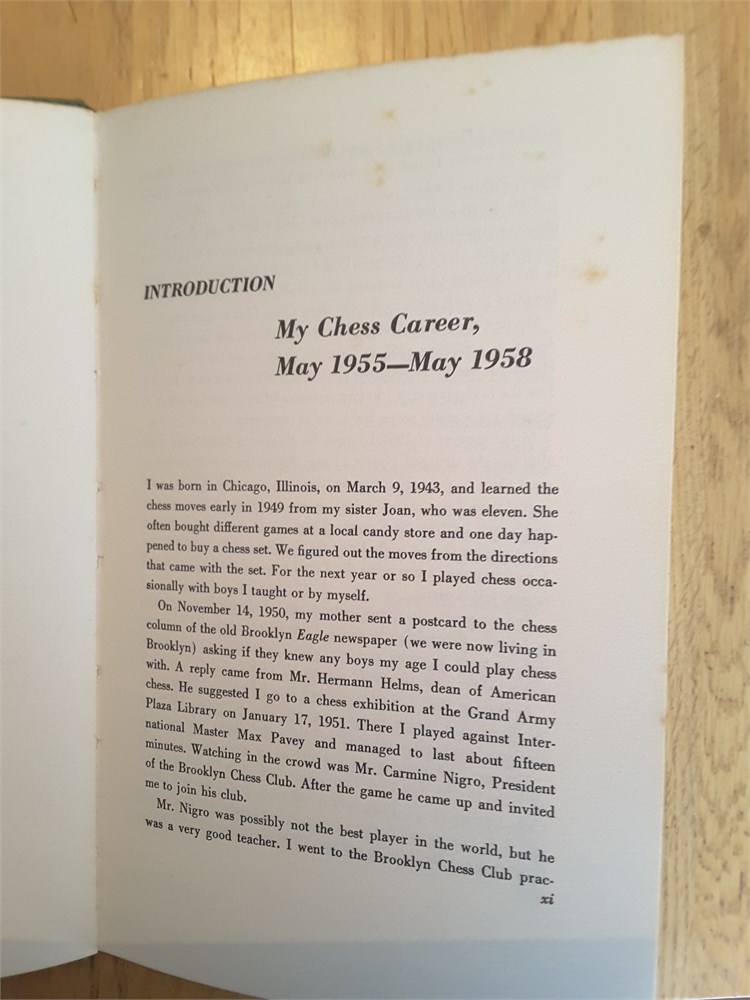 INTRODUCTION
My Chess Career,
May 1955—May 1958
I was born in Chicago, Illinois, on March 9, 1943, and learned the
chess moves early in 1949 from my sister Joan, who was eleven. She
often bought different games at a local candy store and one day hap-
pened to buy a chess set. We figured out the moves from the directions
that came with the set. For the next year or so I played chess occa-
sionally with boys I taught or by myself.
On November 14, 1950, my mother sent a postcard to the chess
column of the old Brooklyn Eagle newspaper (we were now living in
Brooklyn) asking if they knew any boys my age I could play chess
with. A reply came from Mr. Hermann Helms, dean of American
chess. He suggested I go to a chess exhibition at the Grand Army
Plaza Library on January 17, 1951. There I played against Inter-
national Master Max Pavey and managed to last about fifteen
minutes. Watching in the crowd was Mr. Carmine Nigro, President
of the Brooklyn Chess Club. After the game he came up and invited
me to join his club.
Mr. Nigro was possibly not the best player in the world, but he
was a very good teacher. I went to the Brooklyn Chess Club prac-
xi